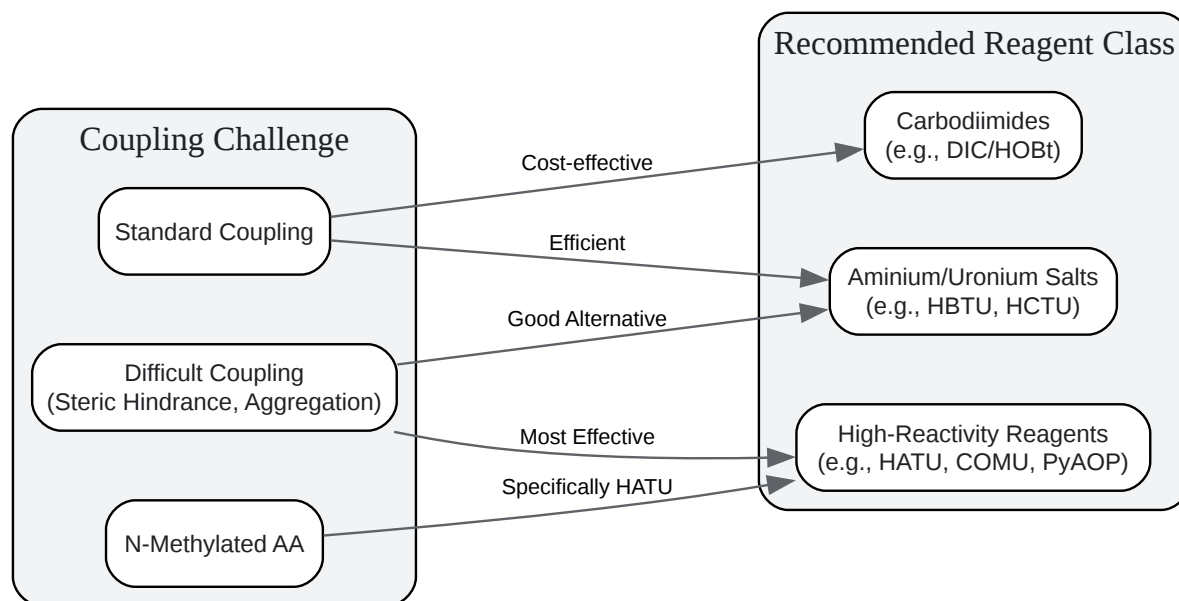 Coupling Challenge
Standard Coupling
Difficult Coupling
(Steric Hindrance, Aggregation)
N-Methylated AA
Cost-effective
Efficient
Good Alternative
Most Effective
Specifically HATU
Recommended Reagent Class
Carbodiimides
(e.g., DIC/HOBt)
Aminium/Uronium Salts
(e.g., HBTU, HCTU)
High-Reactivity Reagents
(e.g., HATU, COMU, PyAOP)